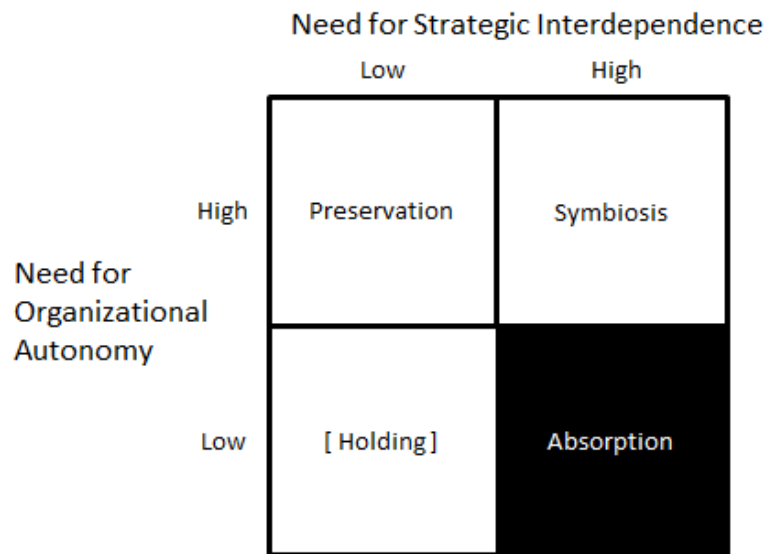 Need for Strategic Interdependence
Low High
High Preservation Symbiosis
Need for
Organizational
Autonomy
Low [ Holding ] Absorption